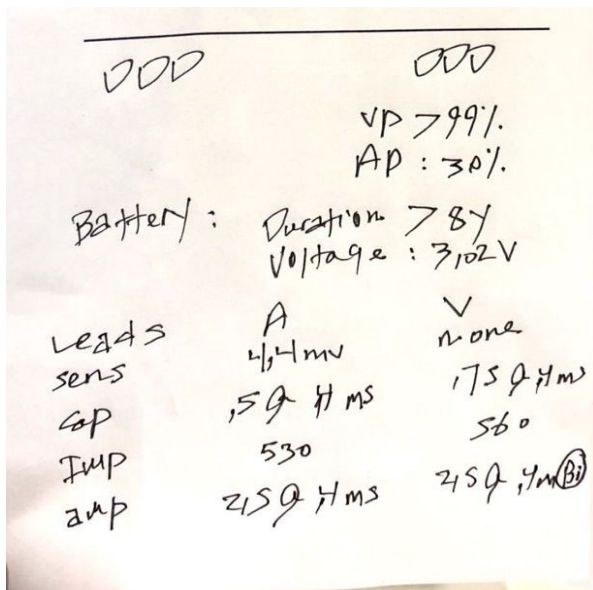 DDD DDD
VP >99%.
AP : 30%.
Battery : Duration >8y
Voltage : 3,02V
Leads A V
sens 4,4mv none
cap ,5@,4ms ,75@,4ms
Imp 530 560
amp 2,5@,4ms 2,5@,4m Bi